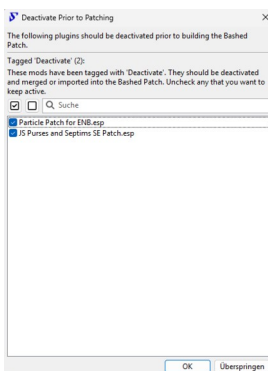 Deactivate Prior to Patching
The following plugins should be deactivated prior to building the Bashed
Patch.
Tagged 'Deactivate' (2):
These mods have been tagged with 'Deactivate'. They should be deactivated
and merged or imported into the Bashed Patch. Uncheck any that you want to
keep active.
Suche
Particle Patch for ENB.esp
JS Purses and Septims SE Patch.esp
OK Überspringen